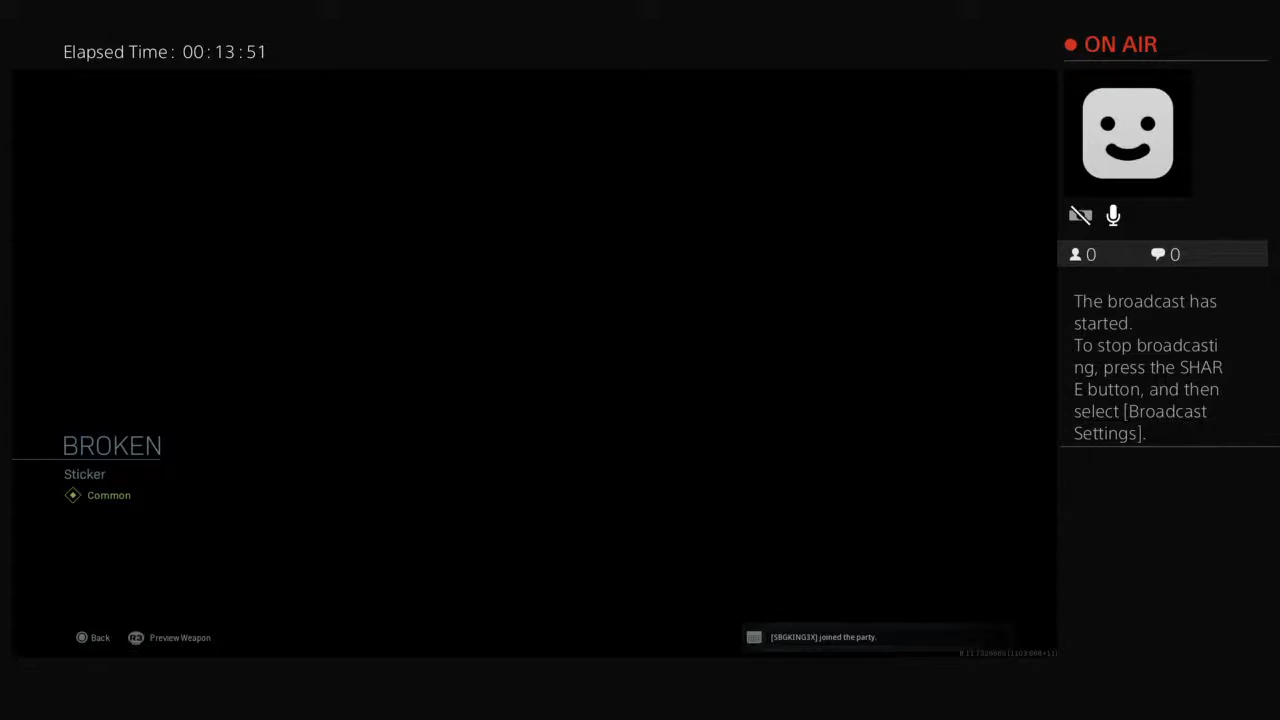 Elapsed Time: 00:13:51
ON AIR
0 0
The broadcast has
started.
To stop broadcasti
ng, press the SHAR
E button, and then
select [Broadcast
Settings].
BROKEN
Sticker
Common
Back R3 Preview Weapon
[SBGKING3X] joined the party.